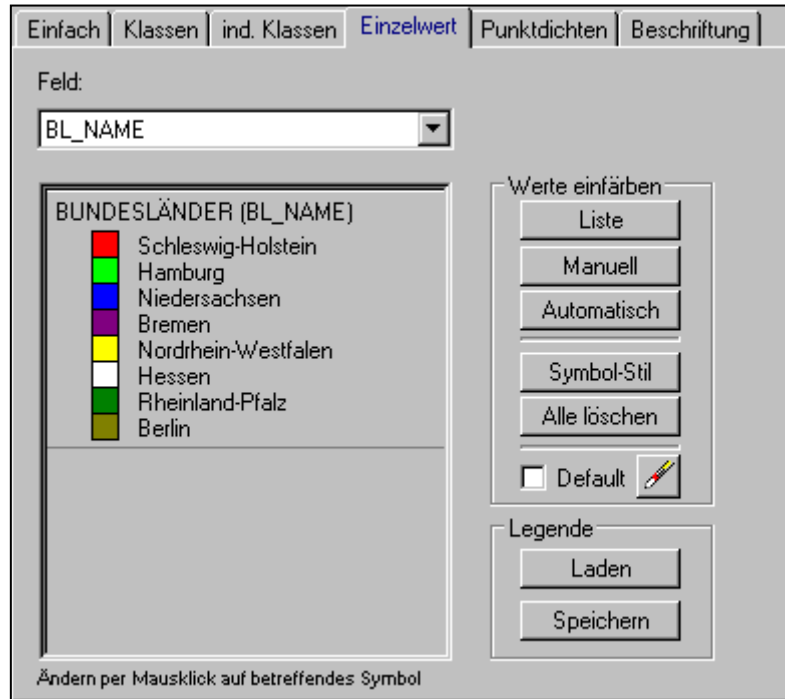 Einfach Klassen ind. Klassen Einzelwert Punktdichten Beschriftung
Feld:
BL_NAME
BUNDESLÄNDER (BL_NAME)
Schleswig-Holstein
Hamburg
Niedersachsen
Bremen
Nordrhein-Westfalen
Hessen
Rheinland-Pfalz
Berlin
Ändern per Mausklick auf betreffendes Symbol
Werte einfärben
Liste
Manuell
Automatisch
Symbol-Stil
Alle löschen
Default
Legende
Laden
Speichern